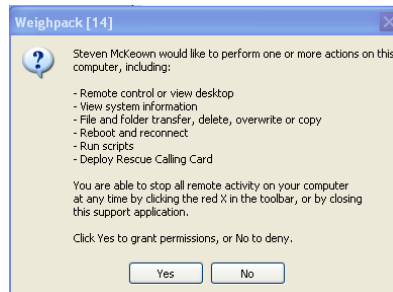 Weighpack [14]
Steven McKeown would like to perform one or more actions on this
computer, including:
- Remote control or view desktop
- View system information
- File and folder transfer, delete, overwrite or copy
- Reboot and reconnect
- Run scripts
- Deploy Rescue Calling Card
You are able to stop all remote activity on your computer
at any time by clicking the red X in the toolbar, or by closing
this support application.
Click Yes to grant permissions, or No to deny.
Yes No